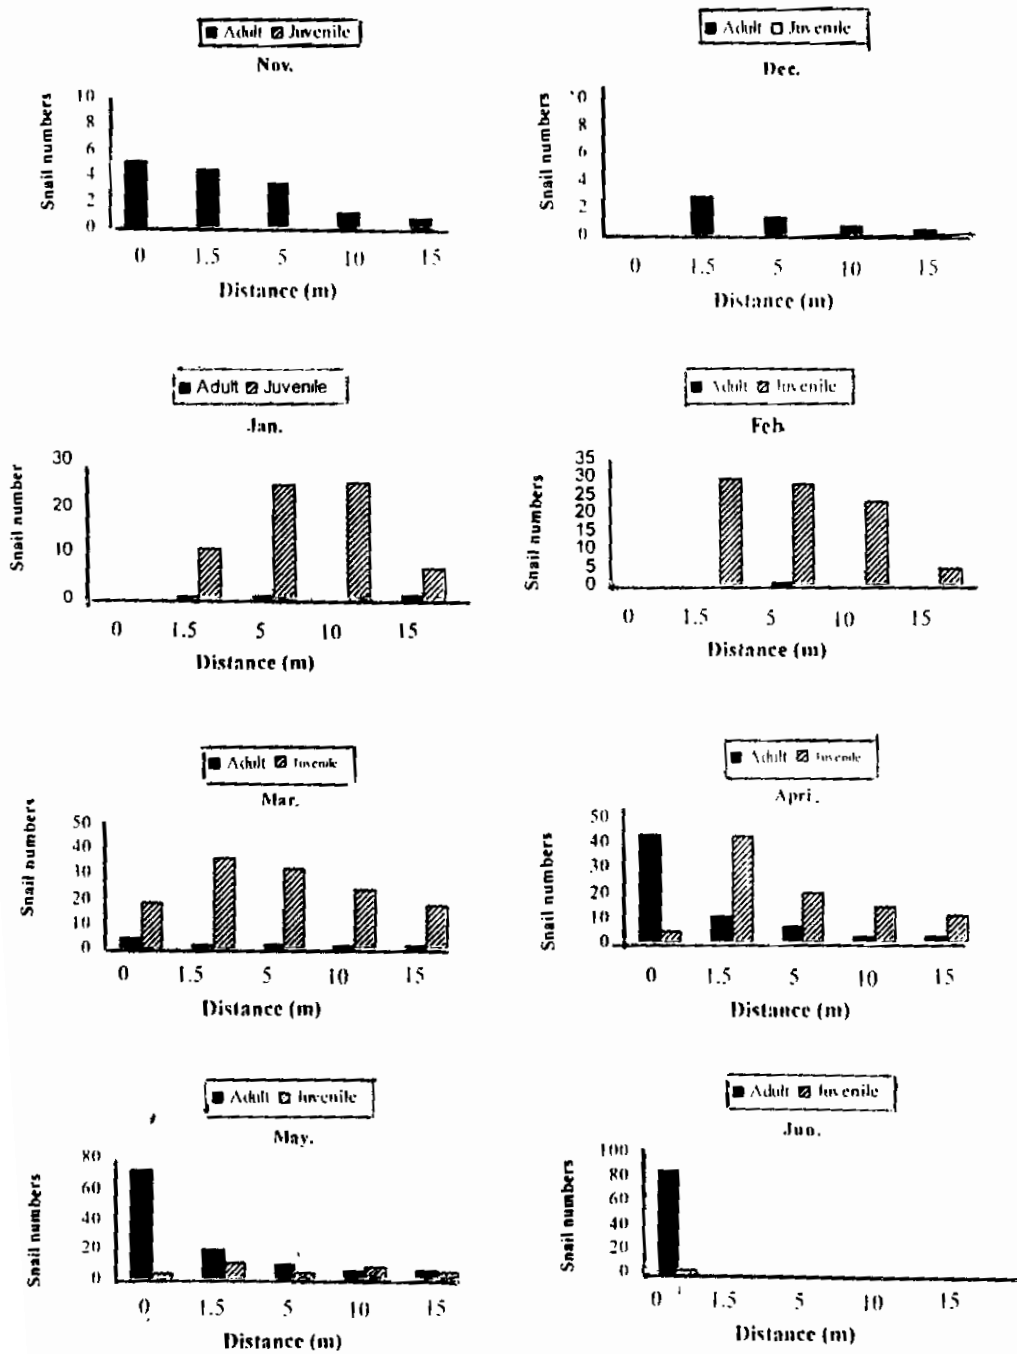 Adult Juvenile
Nov.
Snail numbers
10
8
6
4
2
0
0 1.5 5 10 15
Distance (m)
Adult Juvenile
Dec.
Snail numbers
10
8
6
4
2
0
0 1.5 5 10 15
Distance (m)
Adult Juvenile
Jan.
Snail number
30
20
10
0
0 1.5 5 10 15
Distance (m)
Adult Juvenile
Feb.
Snail numbers
35
30
25
20
15
10
5
0
0 1.5 5 10 15
Distance (m)
Adult Juvenile
Mar.
Snail numbers
50
40
30
20
10
0
0 1.5 5 10 15
Distance (m)
Adult Juvenile
Apri.
Snail numbers
50
40
30
20
10
0
0 1.5 5 10 15
Distance (m)
Adult Juvenile
May.
Snail numbers
80
60
40
20
0
0 1.5 5 10 15
Distance (m)
Adult Juvenile
Jun.
Snail numbers
100
80
60
40
20
0
0 1.5 5 10 15
Distance (m)